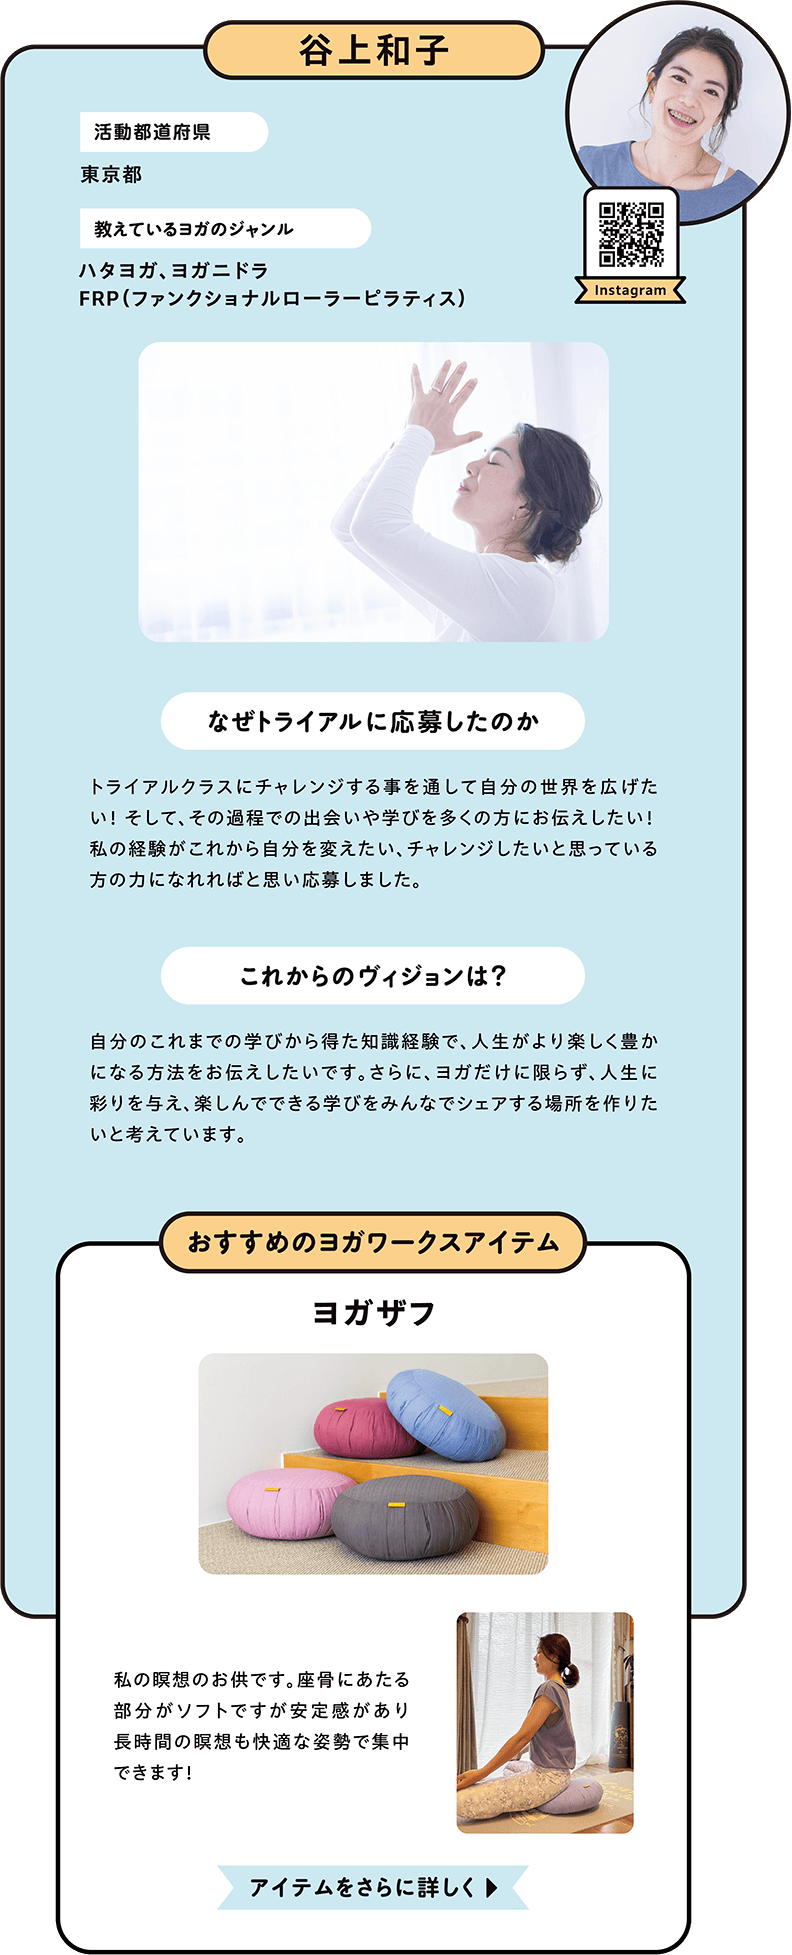 谷上和子
活動都道府県
東京都
教えているヨガのジャンル
ハタヨガ、ヨガニドラ
FRP(ファンクショナルローラーピラティス)
Instagram
なぜトライアルに応募したのか
トライアルクラスにチャレンジする事を通して自分の世界を広げた
い! そして、その過程での出会いや学びを多くの方にお伝えしたい!
私の経験がこれから自分を変えたい、チャレンジしたいと思っている
方の力になれればと思い応募しました。
これからのヴィジョンは?
自分のこれまでの学びから得た知識経験で、人生がより楽しく豊か
になる方法をお伝えしたいです。さらに、ヨガだけに限らず、人生に
彩りを与え、楽しんでできる学びをみんなでシェアする場所を作りた
いと考えています。
おすすめのヨガワークスアイテム
ヨガザフ
私の瞑想のお供です。座骨にあたる
部分がソフトですが安定感があり
長時間の瞑想も快適な姿勢で集中
できます!
アイテムをさらに詳しく